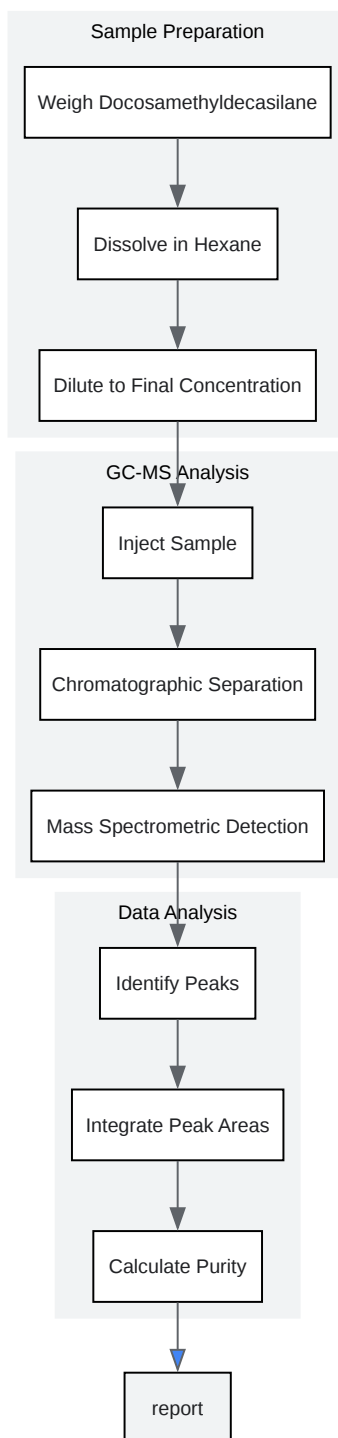 Sample Preparation
Weigh Docosamethyldecasilane
Dissolve in Hexane
Dilute to Final Concentration
GC-MS Analysis
Inject Sample
Chromatographic Separation
Mass Spectrometric Detection
Data Analysis
Identify Peaks
Integrate Peak Areas
Calculate Purity
report